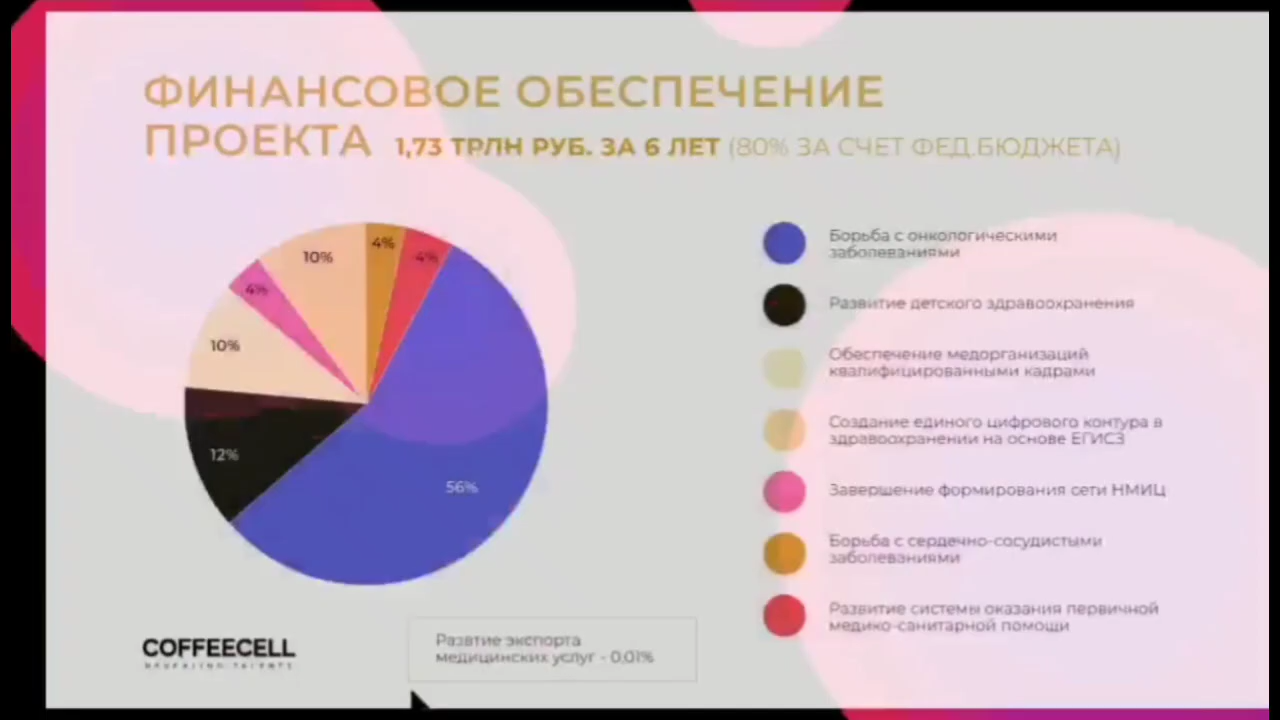 ФИНАНСОВОЕ ОБЕСПЕЧЕНИЕ
ПРОЕКТА 1,73 ТРЛН РУБ. ЗА 6 ЛЕТ (80% ЗА СЧЕТ ФЕД.БЮДЖЕТА)
4%
4%
10%
4%
10%
12%
56%
Борьба с онкологическими
заболеваниями
Развитие детского здравоохранения
Обеспечение медорганизаций
квалифицированными кадрами
Создание единого цифрового контура в
здравоохранении на основе ЕГИСЗ
Завершение формирования сети НМИЦ
Борьба с сердечно-сосудистыми
заболеваниями
Развитие системы оказания первичной
медико-санитарной помощи
COFFEECELL
Развтие экспорта
медицинских услуг - 0,01%